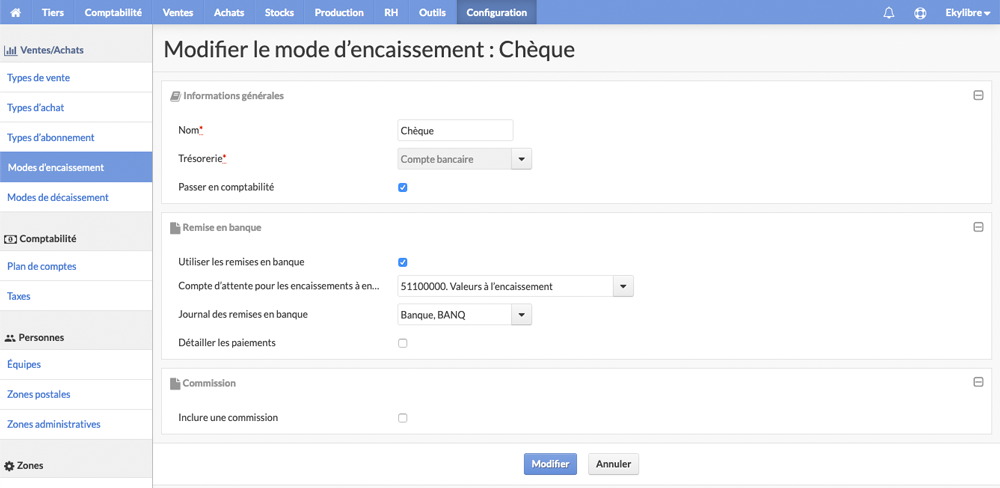 Tiers Comptabilité Ventes Achats Stocks Production RH Outils Configuration Ekylibre
Ventes/Achats
Types de vente
Types d'achat
Types d'abonnement
Modes d'encaissement
Modes de décaissement
Comptabilité
Plan de comptes
Taxes
Personnes
Équipes
Zones postales
Zones administratives
Zones
Modifier le mode d'encaissement : Chèque
Informations générales
Nom* Chèque
Trésorerie* Compte bancaire
Passer en comptabilité
Remise en banque
Utiliser les remises en banque
Compte d'attente pour les encaissements à en... 51100000. Valeurs à l'encaissement
Journal des remises en banque Banque, BANQ
Détailler les paiements
Commission
Inclure une commission
Modifier Annuler